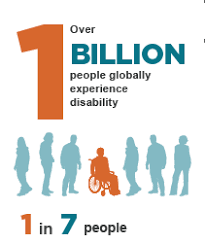 1 Over
BILLION
people globally
experience
disability
1 in 7 people